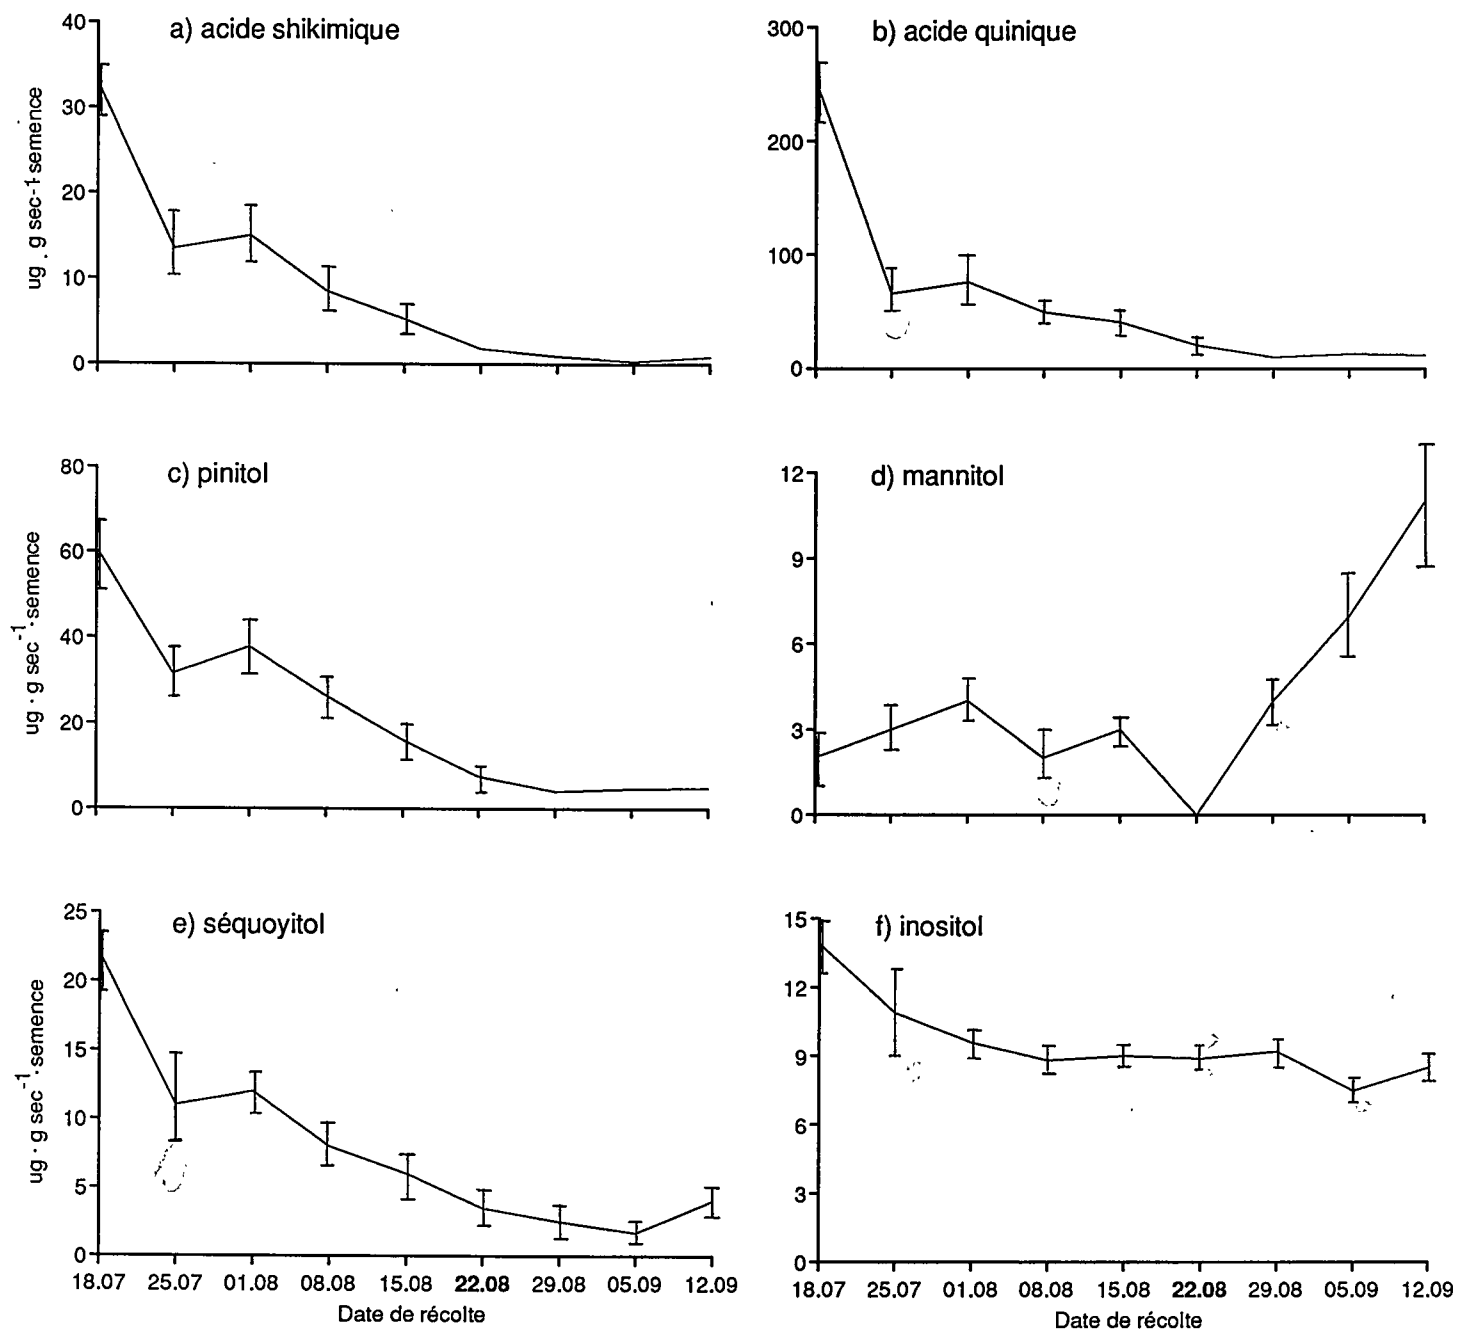 a) acide shikimique
40
30
20
10
0
ug . g sec-1 semence
b) acide quinique
300
200
100
0
c) pinitol
80
60
40
20
0
ug · g sec-1·semence
d) mannitol
12
9
6
3
0
e) séquoyitol
25
20
15
10
5
0
ug · g sec-1·semence
18.07 25.07 01.08 08.08 15.08 22.08 29.08 05.09 12.09
Date de récolte
f) inositol
15
12
9
6
3
0
18.07 25.07 01.08 08.08 15.08 22.08 29.08 05.09 12.09
Date de récolte